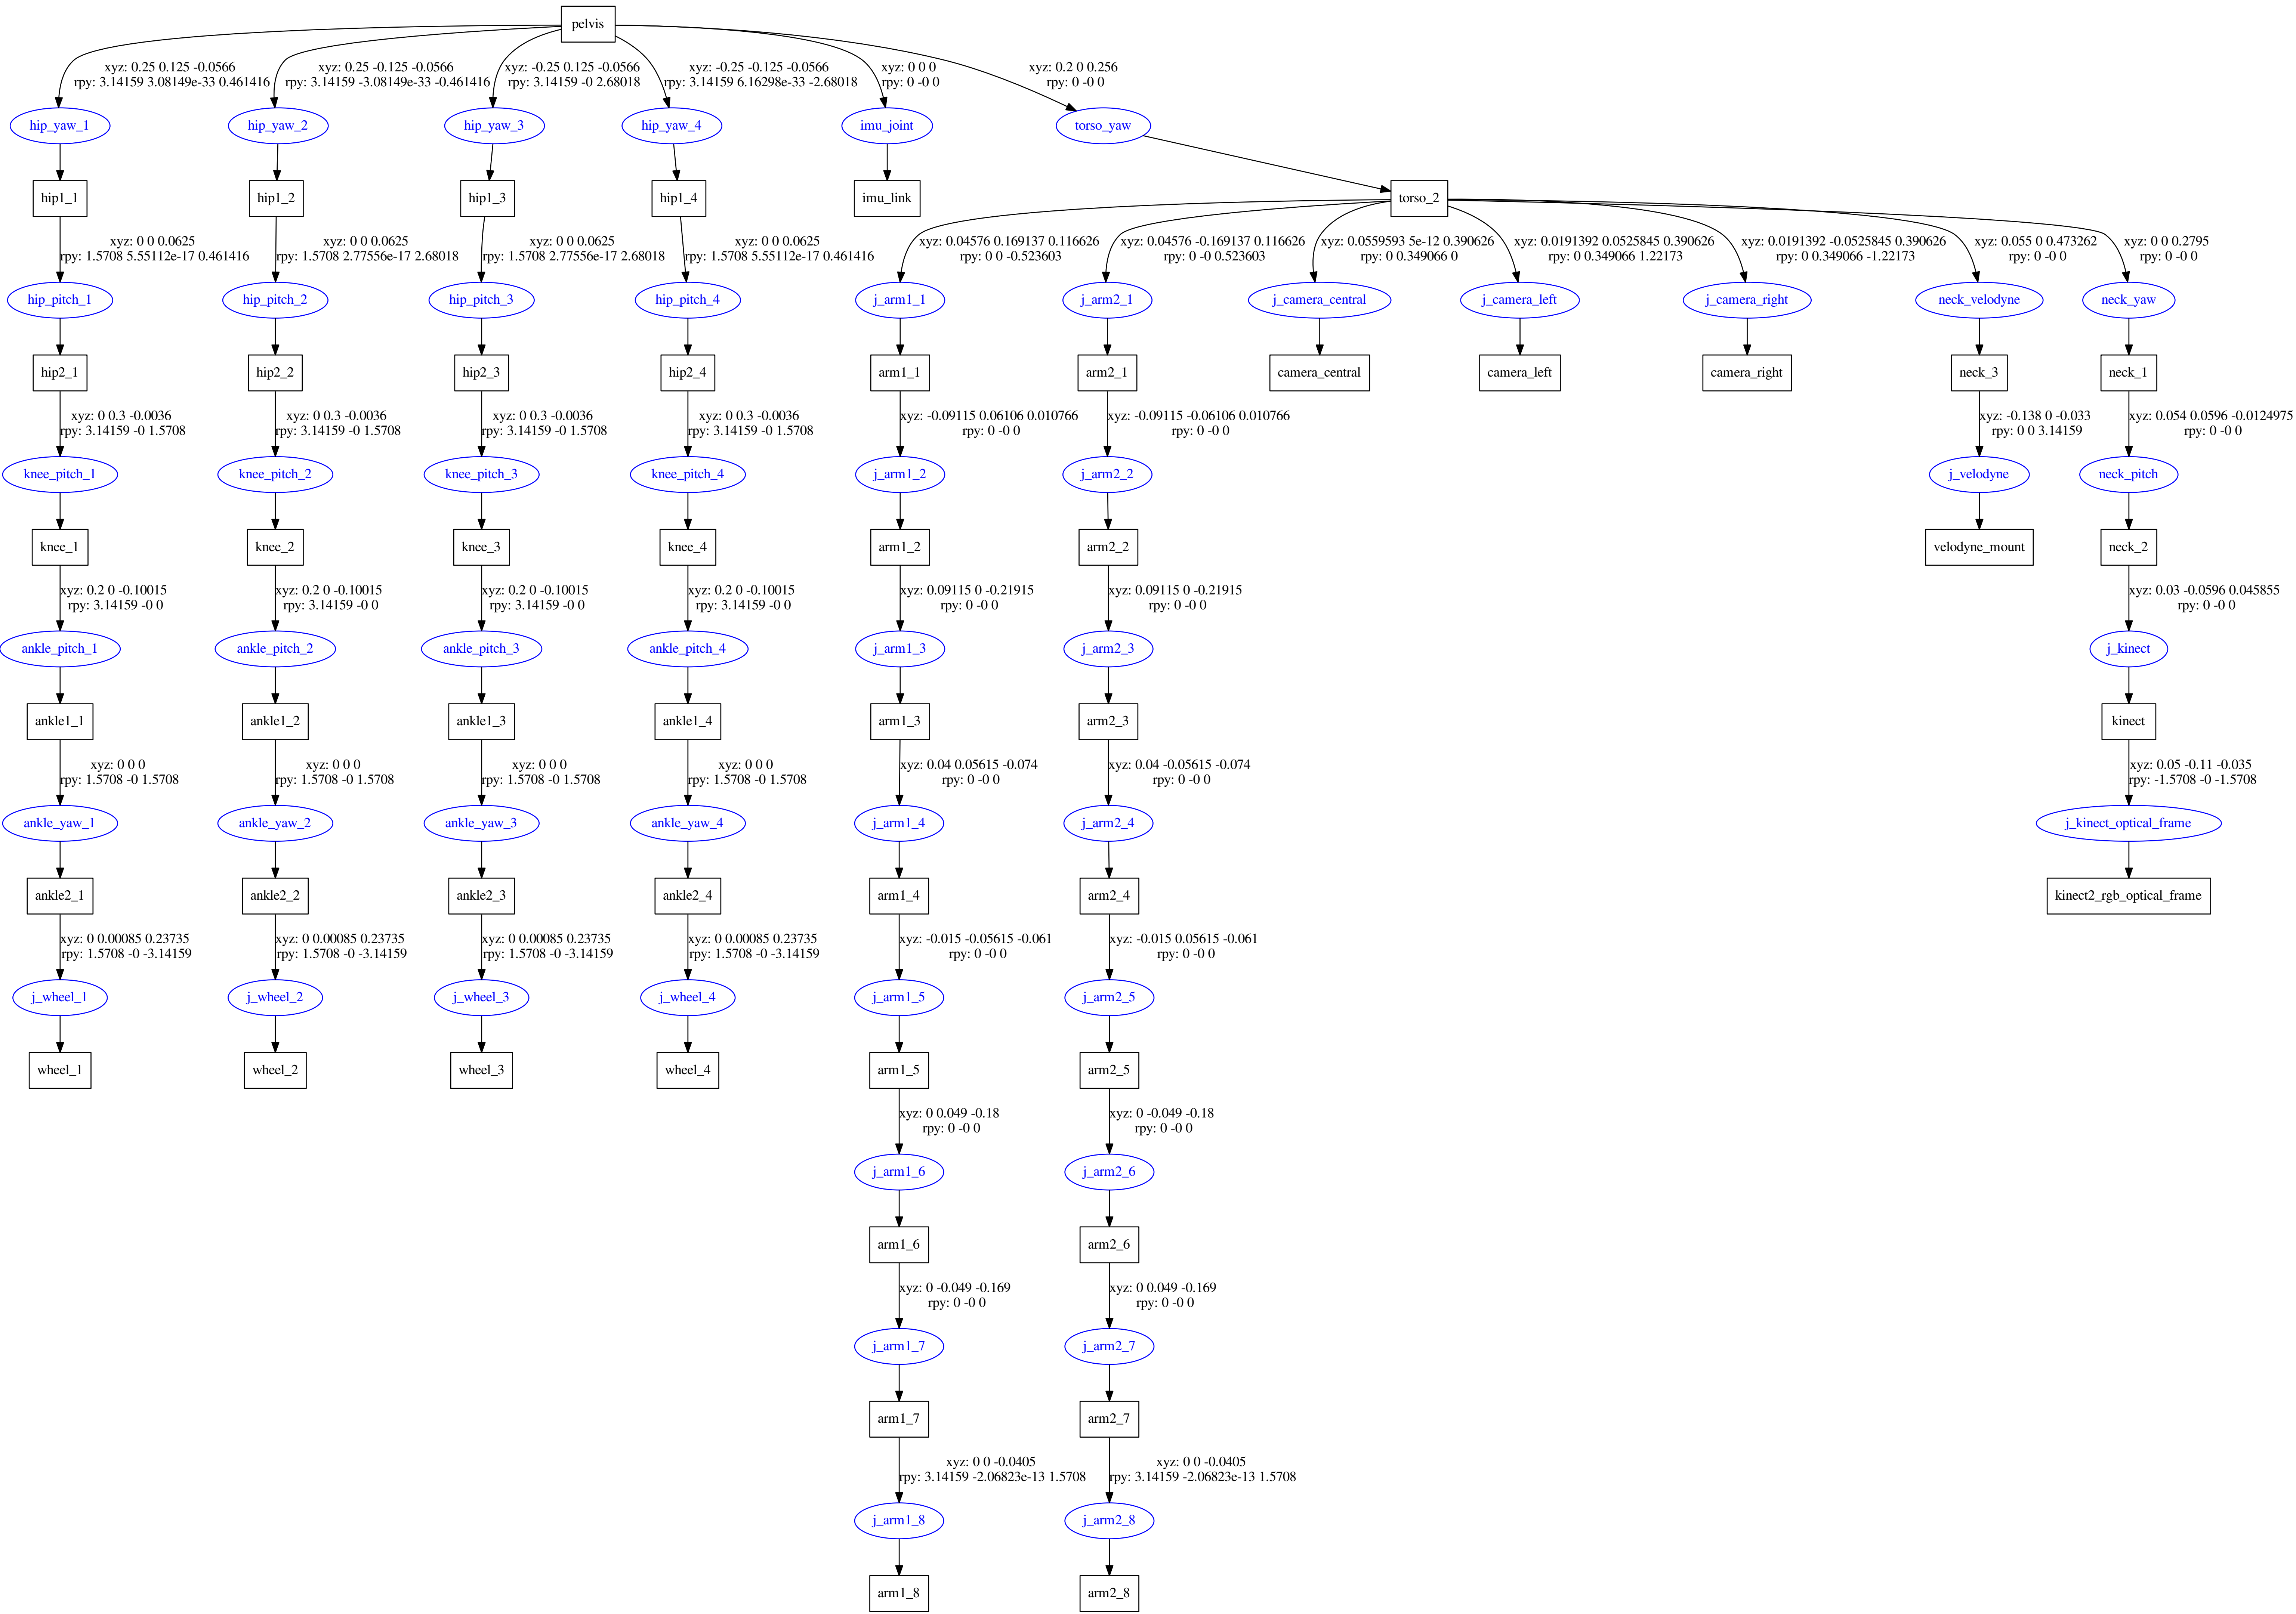 pelvis
xyz: 0.25 0.125 -0.0566
rpy: 3.14159 3.08149e-33 0.461416
xyz: 0.25 -0.125 -0.0566
rpy: 3.14159 -3.08149e-33 -0.461416
xyz: -0.25 0.125 -0.0566
rpy: 3.14159 -0 2.68018
xyz: -0.25 -0.125 -0.0566
rpy: 3.14159 6.16298e-33 -2.68018
xyz: 0 0 0
rpy: 0 -0 0
xyz: 0.2 0 0.256
rpy: 0 -0 0
hip_yaw_1
hip_yaw_2
hip_yaw_3
hip_yaw_4
imu_joint
torso_yaw
hip1_1
hip1_2
hip1_3
hip1_4
imu_link
torso_2
xyz: 0 0 0.0625
rpy: 1.5708 5.55112e-17 0.461416
xyz: 0 0 0.0625
rpy: 1.5708 2.77556e-17 2.68018
xyz: 0 0 0.0625
rpy: 1.5708 2.77556e-17 2.68018
xyz: 0 0 0.0625
rpy: 1.5708 5.55112e-17 0.461416
xyz: 0.04576 0.169137 0.116626
rpy: 0 0 -0.523603
xyz: 0.04576 -0.169137 0.116626
rpy: 0 -0 0.523603
xyz: 0.0559593 5e-12 0.390626
rpy: 0 0.349066 0
xyz: 0.0191392 0.0525845 0.390626
rpy: 0 0.349066 1.22173
xyz: 0.0191392 -0.0525845 0.390626
rpy: 0 0.349066 -1.22173
xyz: 0.055 0 0.473262
rpy: 0 -0 0
xyz: 0 0 0.2795
rpy: 0 -0 0
hip_pitch_1
hip_pitch_2
hip_pitch_3
hip_pitch_4
j_arm1_1
j_arm2_1
j_camera_central
j_camera_left
j_camera_right
neck_velodyne
neck_yaw
hip2_1
hip2_2
hip2_3
hip2_4
arm1_1
arm2_1
camera_central
camera_left
camera_right
neck_3
neck_1
xyz: 0 0.3 -0.0036
rpy: 3.14159 -0 1.5708
xyz: 0 0.3 -0.0036
rpy: 3.14159 -0 1.5708
xyz: 0 0.3 -0.0036
rpy: 3.14159 -0 1.5708
xyz: 0 0.3 -0.0036
rpy: 3.14159 -0 1.5708
xyz: -0.09115 0.06106 0.010766
rpy: 0 -0 0
xyz: -0.09115 -0.06106 0.010766
rpy: 0 -0 0
xyz: -0.138 0 -0.033
rpy: 0 0 3.14159
xyz: 0.054 0.0596 -0.0124975
rpy: 0 -0 0
knee_pitch_1
knee_pitch_2
knee_pitch_3
knee_pitch_4
j_arm1_2
j_arm2_2
j_velodyne
neck_pitch
knee_1
knee_2
knee_3
knee_4
arm1_2
arm2_2
velodyne_mount
neck_2
xyz: 0.2 0 -0.10015
rpy: 3.14159 -0 0
xyz: 0.2 0 -0.10015
rpy: 3.14159 -0 0
xyz: 0.2 0 -0.10015
rpy: 3.14159 -0 0
xyz: 0.2 0 -0.10015
rpy: 3.14159 -0 0
xyz: 0.09115 0 -0.21915
rpy: 0 -0 0
xyz: 0.09115 0 -0.21915
rpy: 0 -0 0
xyz: 0.03 -0.0596 0.045855
rpy: 0 -0 0
ankle_pitch_1
ankle_pitch_2
ankle_pitch_3
ankle_pitch_4
j_arm1_3
j_arm2_3
j_kinect
ankle1_1
ankle1_2
ankle1_3
ankle1_4
arm1_3
arm2_3
kinect
xyz: 0 0 0
rpy: 1.5708 -0 1.5708
xyz: 0 0 0
rpy: 1.5708 -0 1.5708
xyz: 0 0 0
rpy: 1.5708 -0 1.5708
xyz: 0 0 0
rpy: 1.5708 -0 1.5708
xyz: 0.04 0.05615 -0.074
rpy: 0 -0 0
xyz: 0.04 -0.05615 -0.074
rpy: 0 -0 0
xyz: 0.05 -0.11 -0.035
rpy: -1.5708 -0 -1.5708
ankle_yaw_1
ankle_yaw_2
ankle_yaw_3
ankle_yaw_4
j_arm1_4
j_arm2_4
j_kinect_optical_frame
ankle2_1
ankle2_2
ankle2_3
ankle2_4
arm1_4
arm2_4
kinect2_rgb_optical_frame
xyz: 0 0.00085 0.23735
rpy: 1.5708 -0 -3.14159
xyz: 0 0.00085 0.23735
rpy: 1.5708 -0 -3.14159
xyz: 0 0.00085 0.23735
rpy: 1.5708 -0 -3.14159
xyz: 0 0.00085 0.23735
rpy: 1.5708 -0 -3.14159
xyz: -0.015 -0.05615 -0.061
rpy: 0 -0 0
xyz: -0.015 0.05615 -0.061
rpy: 0 -0 0
j_wheel_1
j_wheel_2
j_wheel_3
j_wheel_4
j_arm1_5
j_arm2_5
wheel_1
wheel_2
wheel_3
wheel_4
arm1_5
arm2_5
xyz: 0 0.049 -0.18
rpy: 0 -0 0
xyz: 0 -0.049 -0.18
rpy: 0 -0 0
j_arm1_6
j_arm2_6
arm1_6
arm2_6
xyz: 0 -0.049 -0.169
rpy: 0 -0 0
xyz: 0 0.049 -0.169
rpy: 0 -0 0
j_arm1_7
j_arm2_7
arm1_7
arm2_7
xyz: 0 0 -0.0405
rpy: 3.14159 -2.06823e-13 1.5708
xyz: 0 0 -0.0405
rpy: 3.14159 -2.06823e-13 1.5708
j_arm1_8
j_arm2_8
arm1_8
arm2_8